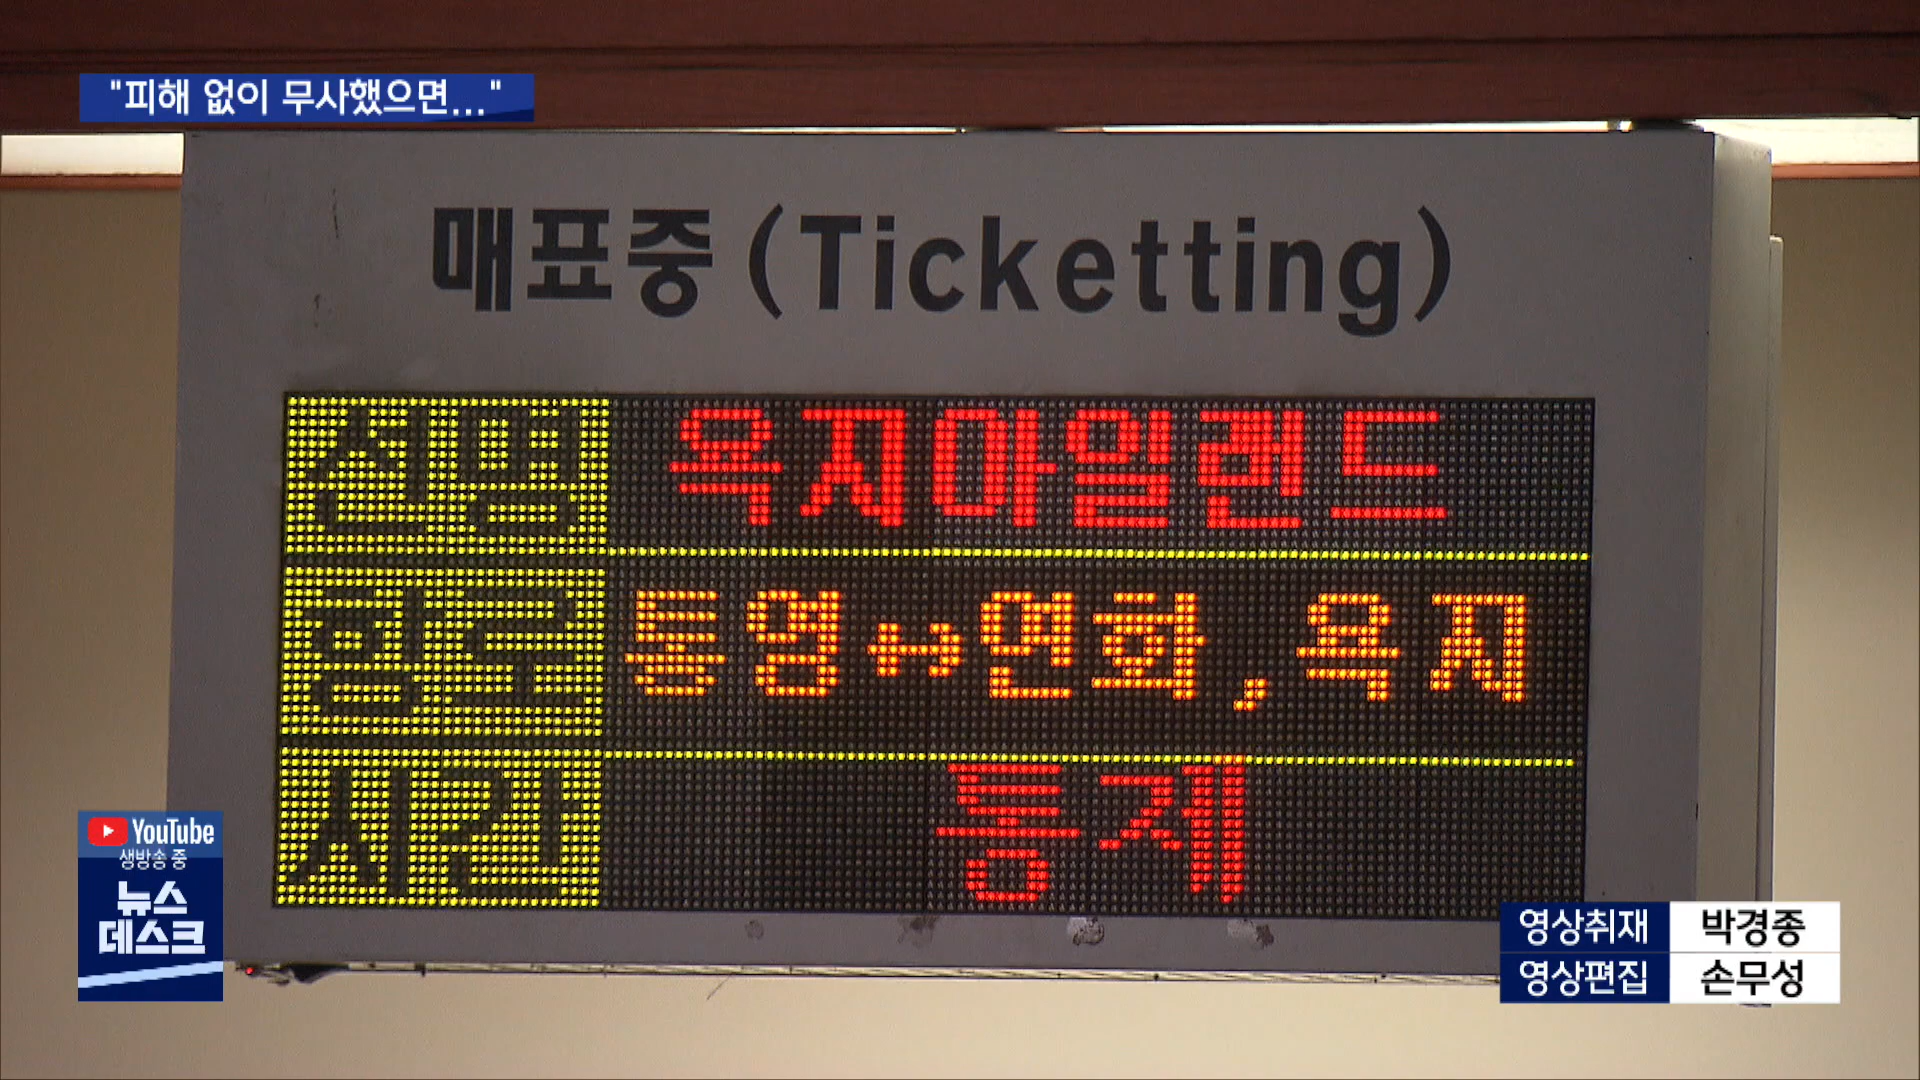 "피해 없이 무사했으면..."
매표중(Ticketting)
선명 욕지아일랜드
항로 통영↔연화,욕지
시간 통제
YouTube
생방송 중
뉴스
데스크
영상취재 박경종
영상편집 손무성